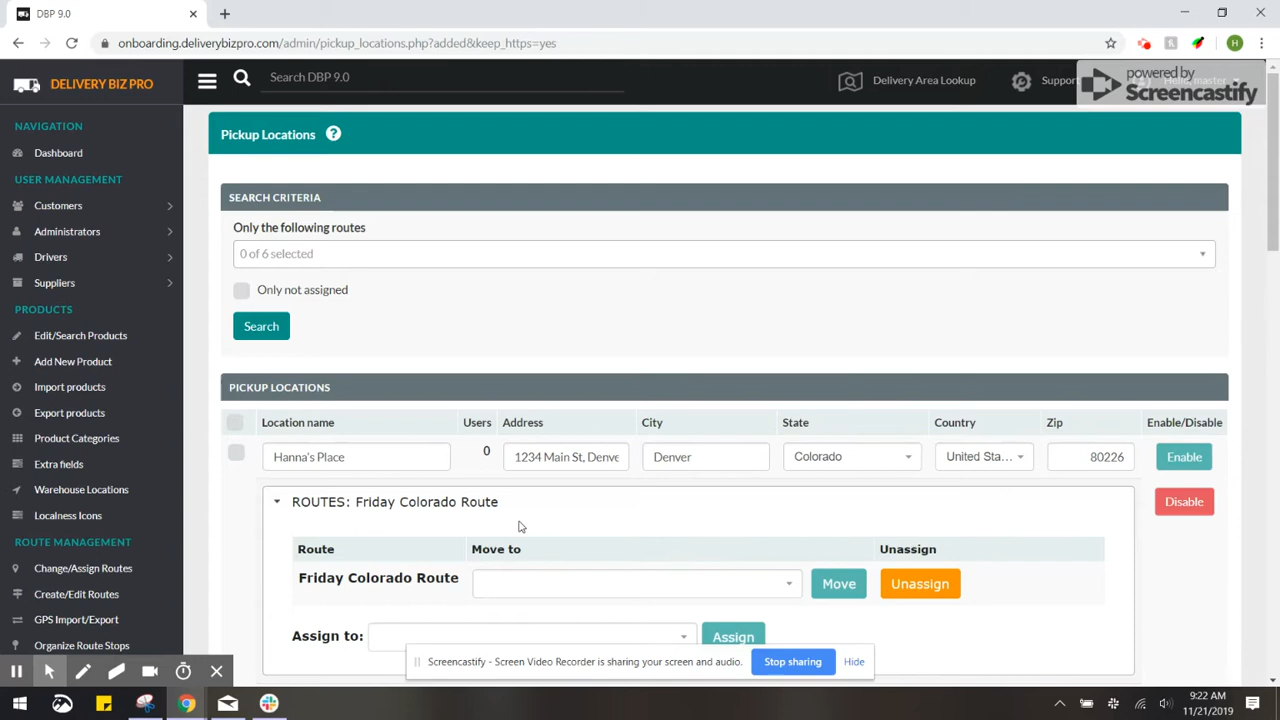 DBP 9.0
onboarding.deliverybizpro.com/admin/pickup_locations.php?added&keep_https=yes
H
DELIVERY BIZ PRO
Search DBP 9.0
Delivery Area Lookup
Support
Hello, master
powered by
Screencastify
NAVIGATION
Dashboard
USER MANAGEMENT
Customers
Administrators
Drivers
Suppliers
PRODUCTS
Edit/Search Products
Add New Product
Import products
Export products
Product Categories
Extra fields
Warehouse Locations
Localness Icons
ROUTE MANAGEMENT
Change/Assign Routes
Create/Edit Routes
GPS Import/Export
Organize Route Stops
Pickup Locations ?
SEARCH CRITERIA
Only the following routes
0 of 6 selected
Only not assigned
Search
PICKUP LOCATIONS
Location name Users Address City State Country Zip Enable/Disable
Hanna's Place 0 1234 Main St, Denve Denver Colorado United Sta... 80226 Enable
ROUTES: Friday Colorado Route Disable
Route Move to Unassign
Friday Colorado Route Move Unassign
Assign to: Assign
Screencastify - Screen Video Recorder is sharing your screen and audio. Stop sharing Hide
9:22 AM
11/21/2019